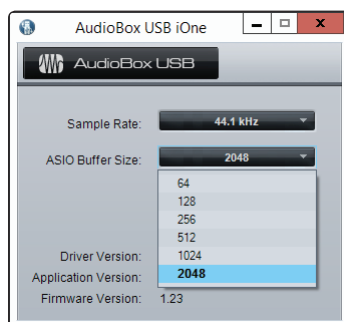 AudioBox USB iOne
AudioBox USB
Sample Rate: 44.1 kHz
ASIO Buffer Size: 2048
64
128
256
512
1024
2048
Driver Version:
Application Version:
Firmware Version: 1.23